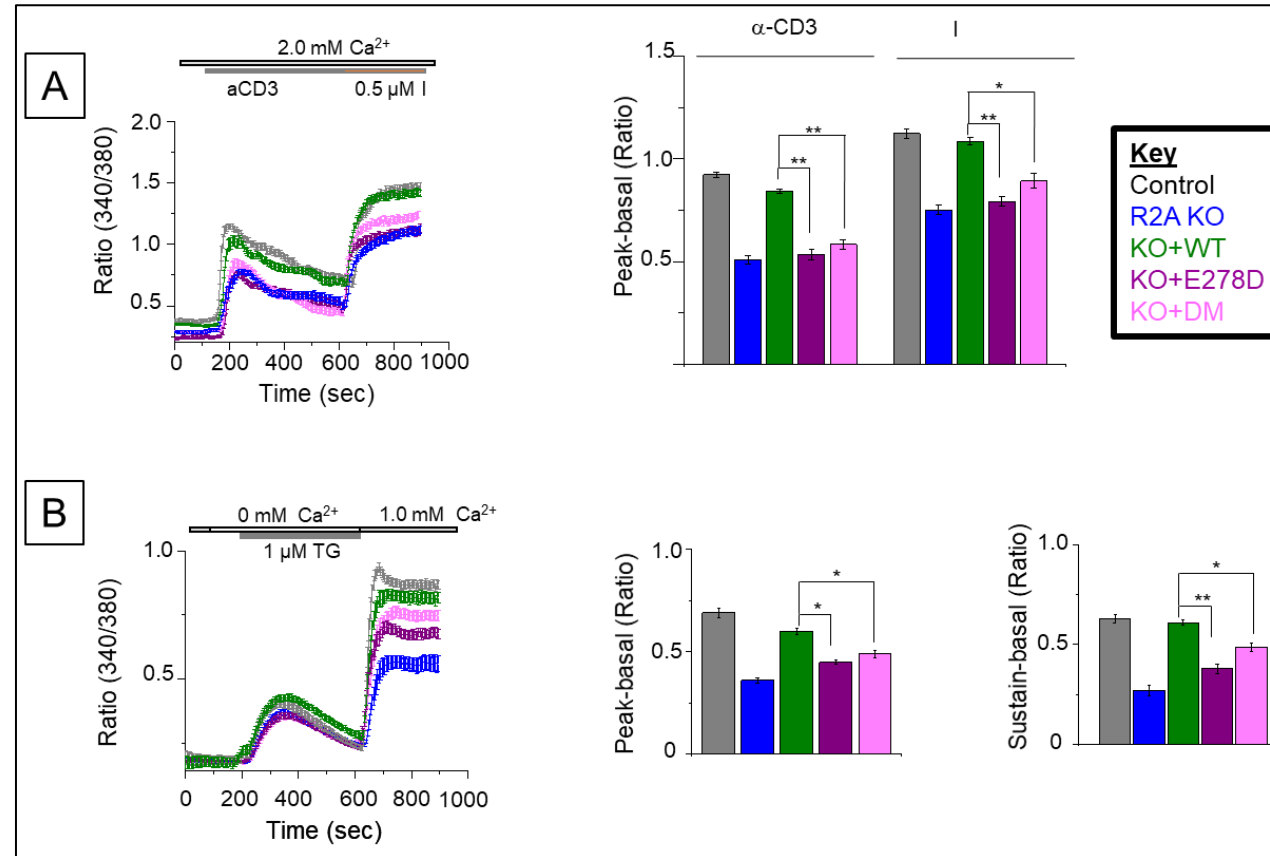 A
2.0 mM Ca²⁺
aCD3 0.5 µM I
Ratio (340/380)
2.0
1.5
1.0
0.5
0 200 400 600 800 1000
Time (sec)
α-CD3 I
Peak-basal (Ratio)
1.5
1.0
0.5
** ** ** *
Key
Control
R2A KO
KO+WT
KO+E278D
KO+DM
B
0 mM Ca²⁺ 1.0 mM Ca²⁺
1 µM TG
Ratio (340/380)
1.0
0.5
0 200 400 600 800 1000
Time (sec)
Peak-basal (Ratio)
1.0
0.5
0
* *
Sustain-basal (Ratio)
1.0
0.5
0
** *